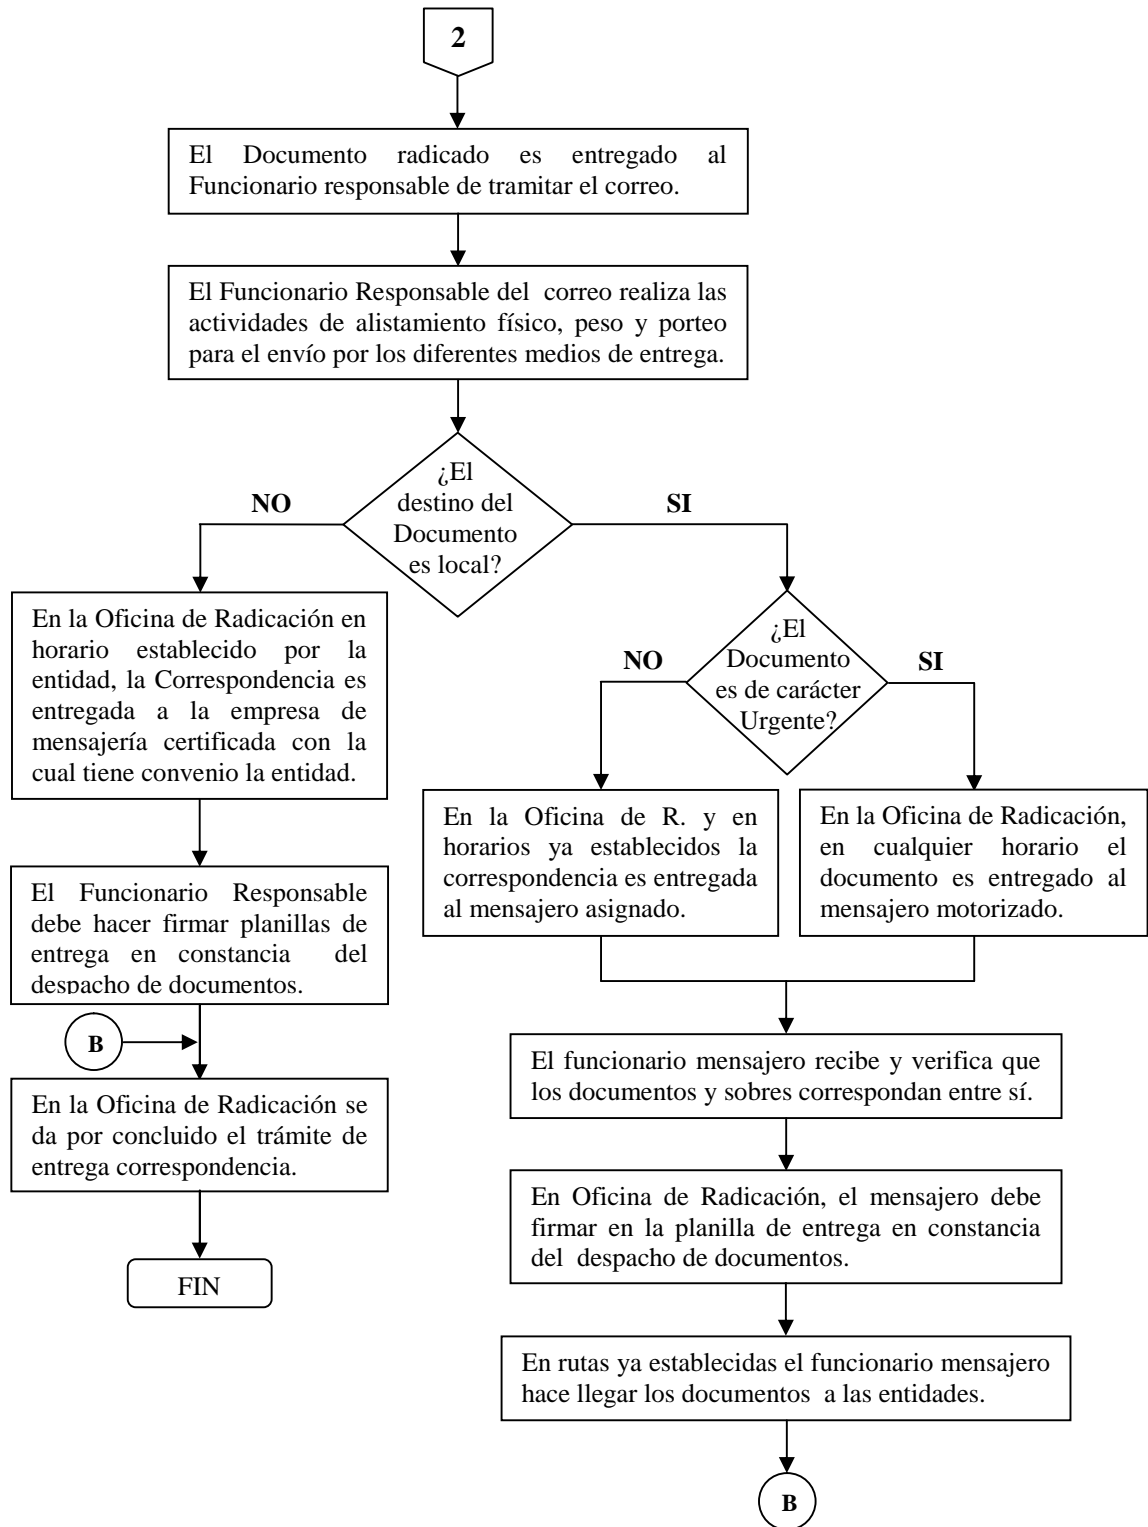 2
El Documento radicado es entregado al
Funcionario responsable de tramitar el correo.
El Funcionario Responsable del correo realiza las
actividades de alistamiento físico, peso y porteo
para el envío por los diferentes medios de entrega.
¿El
destino del
Documento
es local?
NO
SI
En la Oficina de Radicación en
horario establecido por la
entidad, la Correspondencia es
entregada a la empresa de
mensajería certificada con la
cual tiene convenio la entidad.
El Funcionario Responsable
debe hacer firmar planillas de
entrega en constancia del
despacho de documentos.
B
En la Oficina de Radicación se
da por concluido el trámite de
entrega correspondencia.
FIN
¿El
Documento
es de carácter
Urgente?
NO
SI
En la Oficina de R. y en
horarios ya establecidos la
correspondencia es entregada
al mensajero asignado.
En la Oficina de Radicación,
en cualquier horario el
documento es entregado al
mensajero motorizado.
El funcionario mensajero recibe y verifica que
los documentos y sobres correspondan entre sí.
En Oficina de Radicación, el mensajero debe
firmar en la planilla de entrega en constancia
del despacho de documentos.
En rutas ya establecidas el funcionario mensajero
hace llegar los documentos a las entidades.
B